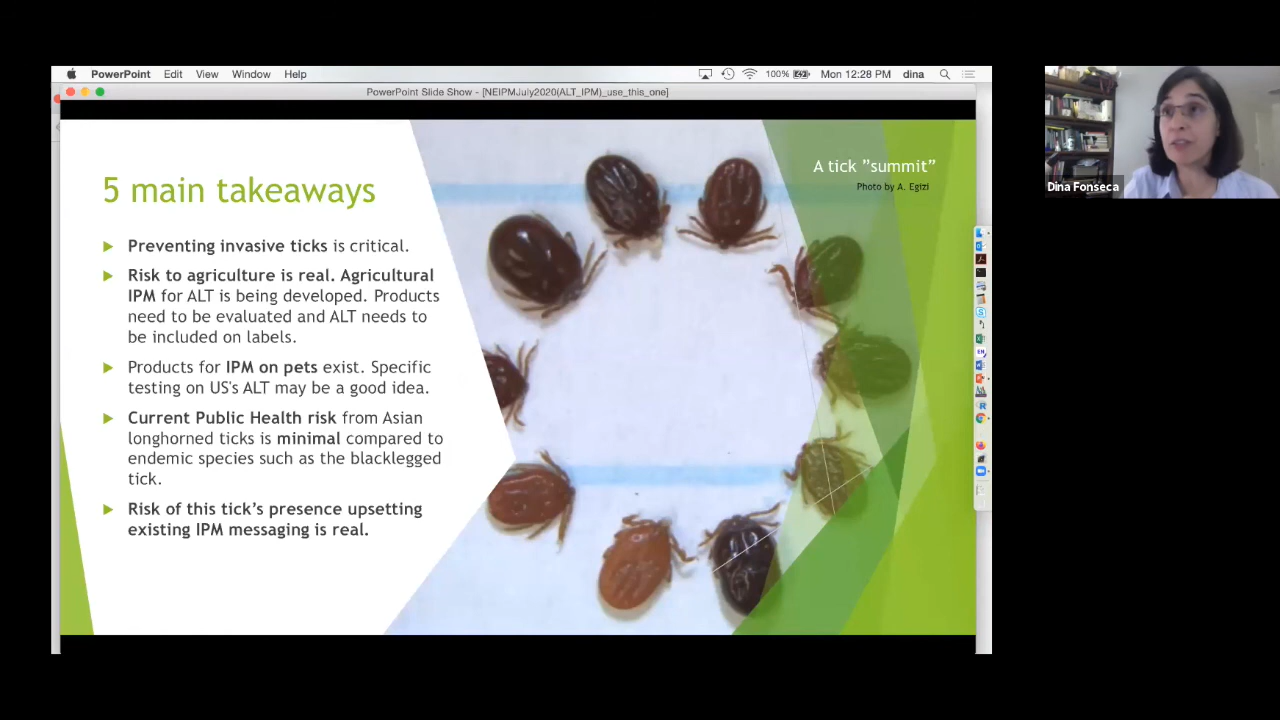 PowerPoint Edit View Window Help 100% Mon 12:28 PM dina
PowerPoint Slide Show - [NEIPMJuly2020(ALT_IPM)_use_this_one]
5 main takeaways
A tick ”summit”
Photo by A. Egizi
Preventing invasive ticks is critical.
Risk to agriculture is real. Agricultural
IPM for ALT is being developed. Products
need to be evaluated and ALT needs to
be included on labels.
Products for IPM on pets exist. Specific
testing on US's ALT may be a good idea.
Current Public Health risk from Asian
longhorned ticks is minimal compared to
endemic species such as the blacklegged
tick.
Risk of this tick’s presence upsetting
existing IPM messaging is real.
Dina Fonseca